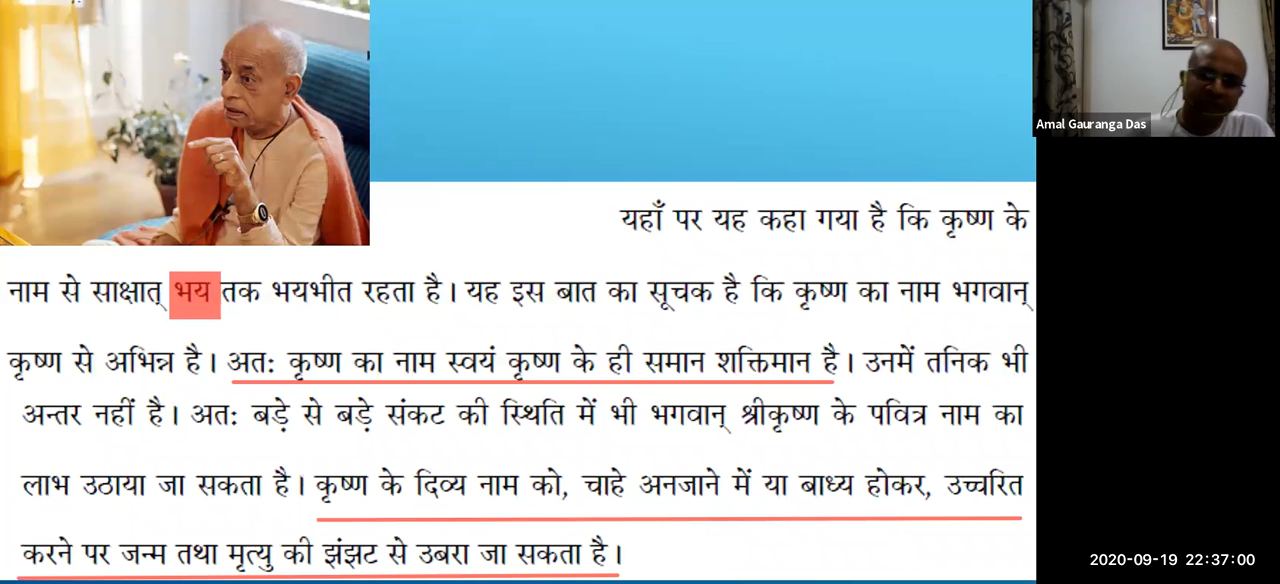 Amal Gauranga Das
यहाँ पर यह कहा गया है कि कृष्ण के
नाम से साक्षात् भय तक भयभीत रहता है। यह इस बात का सूचक है कि कृष्ण का नाम भगवान्
कृष्ण से अभिन्न है। अतः कृष्ण का नाम स्वयं कृष्ण के ही समान शक्तिमान है। उनमें तनिक भी
अन्तर नहीं है। अतः बड़े से बड़े संकट की स्थिति में भी भगवान् श्रीकृष्ण के पवित्र नाम का
लाभ उठाया जा सकता है। कृष्ण के दिव्य नाम को, चाहे अनजाने में या बाध्य होकर, उच्चरित
करने पर जन्म तथा मृत्यु की झंझट से उबरा जा सकता है।
2020-09-19 22:37:00